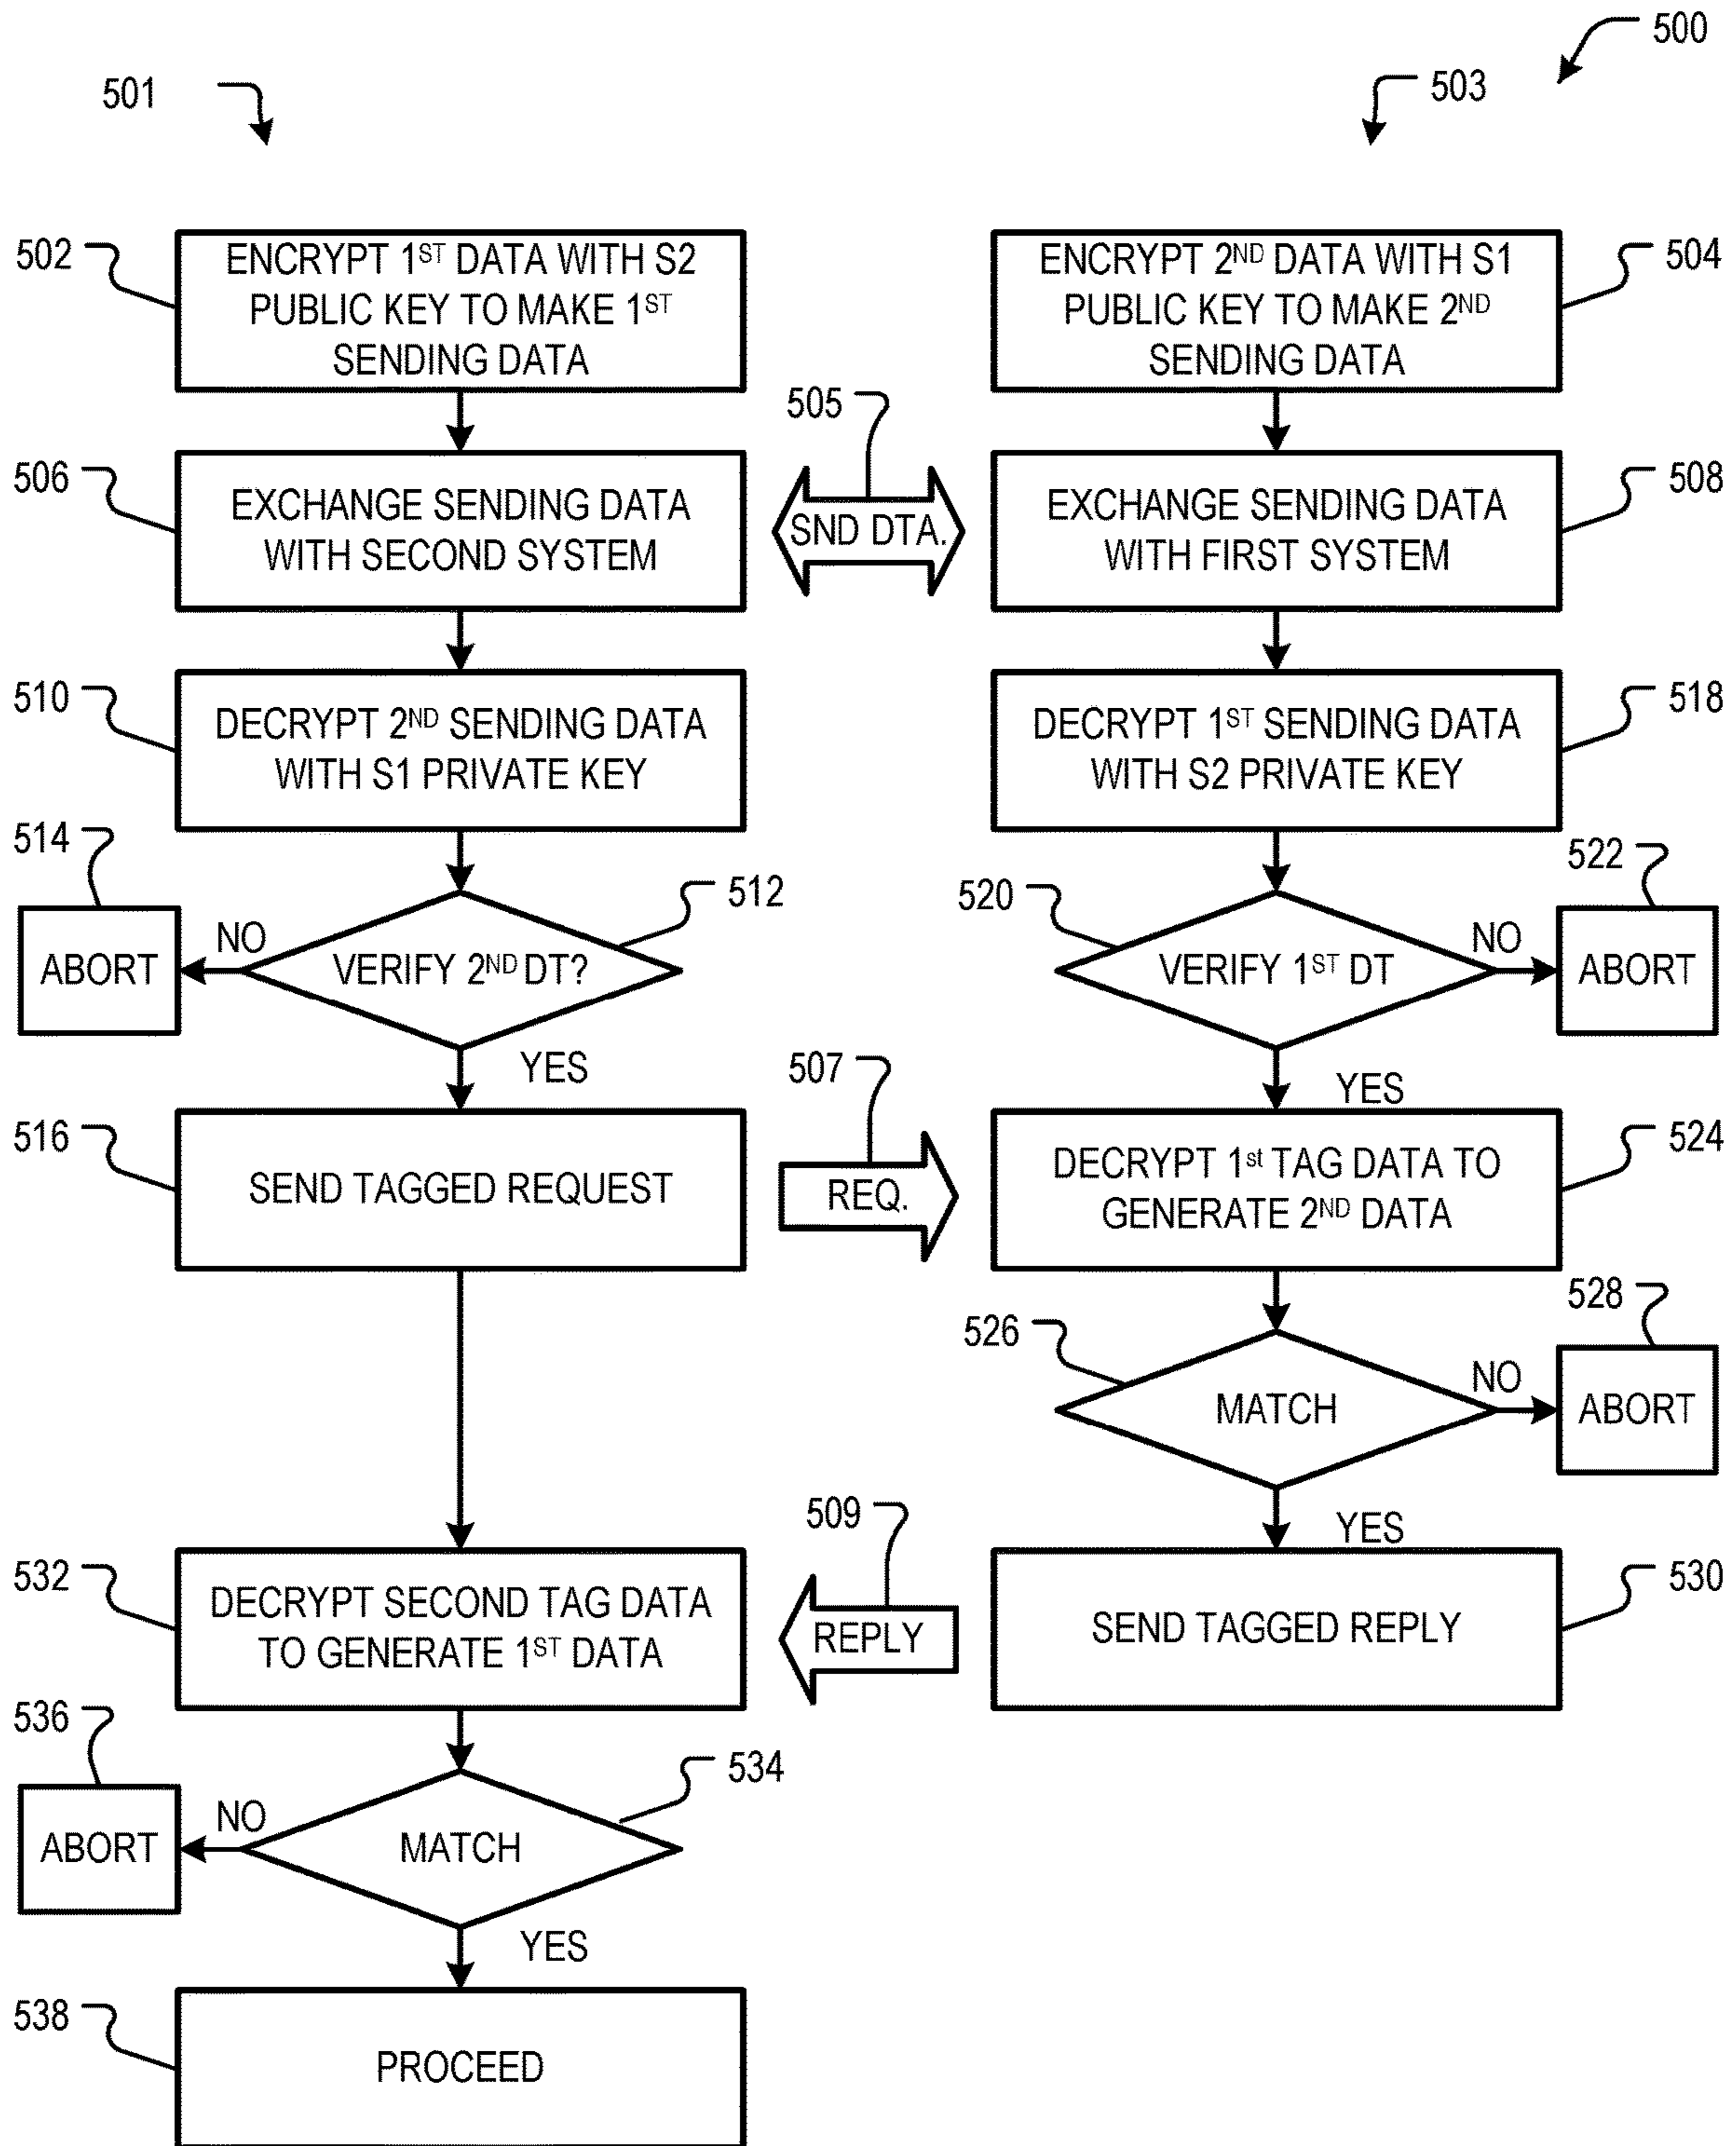 500
501
503
502
ENCRYPT 1ST DATA WITH S2
PUBLIC KEY TO MAKE 1ST
SENDING DATA
ENCRYPT 2ND DATA WITH S1
PUBLIC KEY TO MAKE 2ND
SENDING DATA
504
505
506
EXCHANGE SENDING DATA
WITH SECOND SYSTEM
SND DTA.
EXCHANGE SENDING DATA
WITH FIRST SYSTEM
508
510
DECRYPT 2ND SENDING DATA
WITH S1 PRIVATE KEY
DECRYPT 1ST SENDING DATA
WITH S2 PRIVATE KEY
518
514
512
520
522
ABORT
NO
VERIFY 2ND DT?
VERIFY 1ST DT
NO
ABORT
YES
507
YES
516
SEND TAGGED REQUEST
REQ.
DECRYPT 1st TAG DATA TO
GENERATE 2ND DATA
524
526
528
MATCH
NO
ABORT
509
YES
532
DECRYPT SECOND TAG DATA
TO GENERATE 1ST DATA
REPLY
SEND TAGGED REPLY
530
536
534
ABORT
NO
MATCH
YES
538
PROCEED